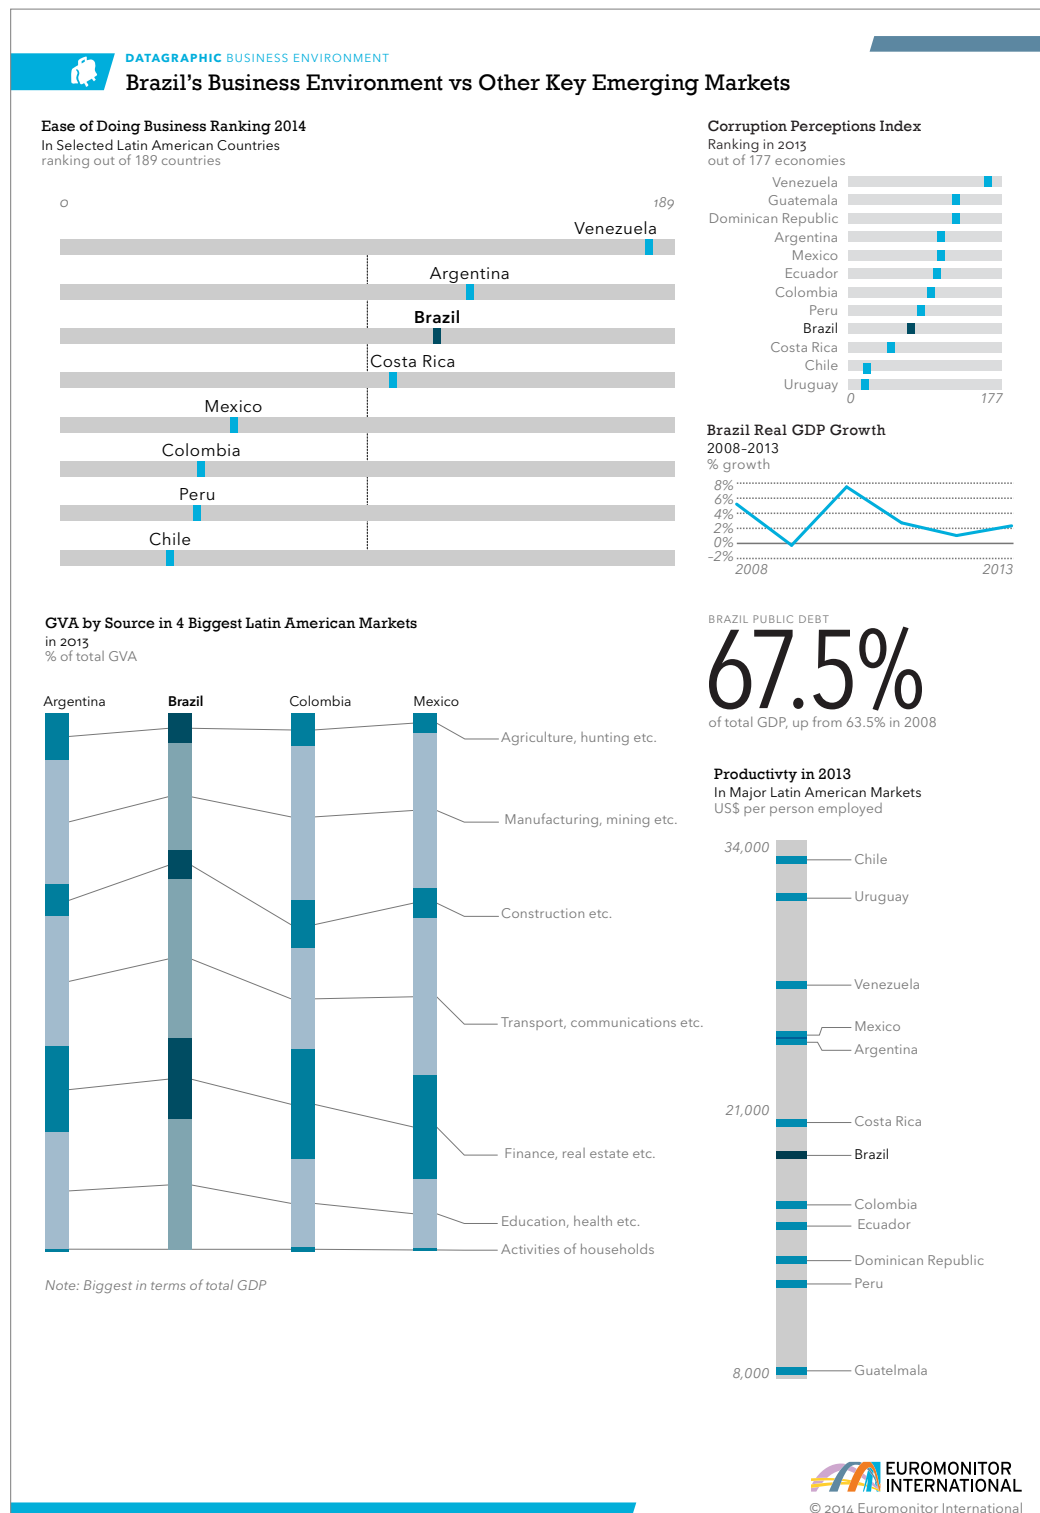 DATAGRAPHIC BUSINESS ENVIRONMENT
Brazil's Business Environment vs Other Key Emerging Markets
Ease of Doing Business Ranking 2014
In Selected Latin American Countries
ranking out of 189 countries
0 189
Venezuela
Argentina
Brazil
Costa Rica
Mexico
Colombia
Peru
Chile
Corruption Perceptions Index
Ranking in 2013
out of 177 economies
Venezuela
Guatemala
Dominican Republic
Argentina
Mexico
Ecuador
Colombia
Peru
Brazil
Costa Rica
Chile
Uruguay
0 177
Brazil Real GDP Growth
2008-2013
% growth
8%
6%
4%
2%
0%
-2%
2008 2013
GVA by Source in 4 Biggest Latin American Markets
in 2013
% of total GVA
Argentina Brazil Colombia Mexico
Agriculture, hunting etc.
Manufacturing, mining etc.
Construction etc.
Transport, communications etc.
Finance, real estate etc.
Education, health etc.
Activities of households
Note: Biggest in terms of total GDP
BRAZIL PUBLIC DEBT
67.5%
of total GDP, up from 63.5% in 2008
Productivty in 2013
In Major Latin American Markets
US$ per person employed
34,000
Chile
Uruguay
Venezuela
Mexico
Argentina
21,000
Costa Rica
Brazil
Colombia
Ecuador
Dominican Republic
Peru
Guatelmala
8,000
EUROMONITOR
INTERNATIONAL
© 2014 Euromonitor International